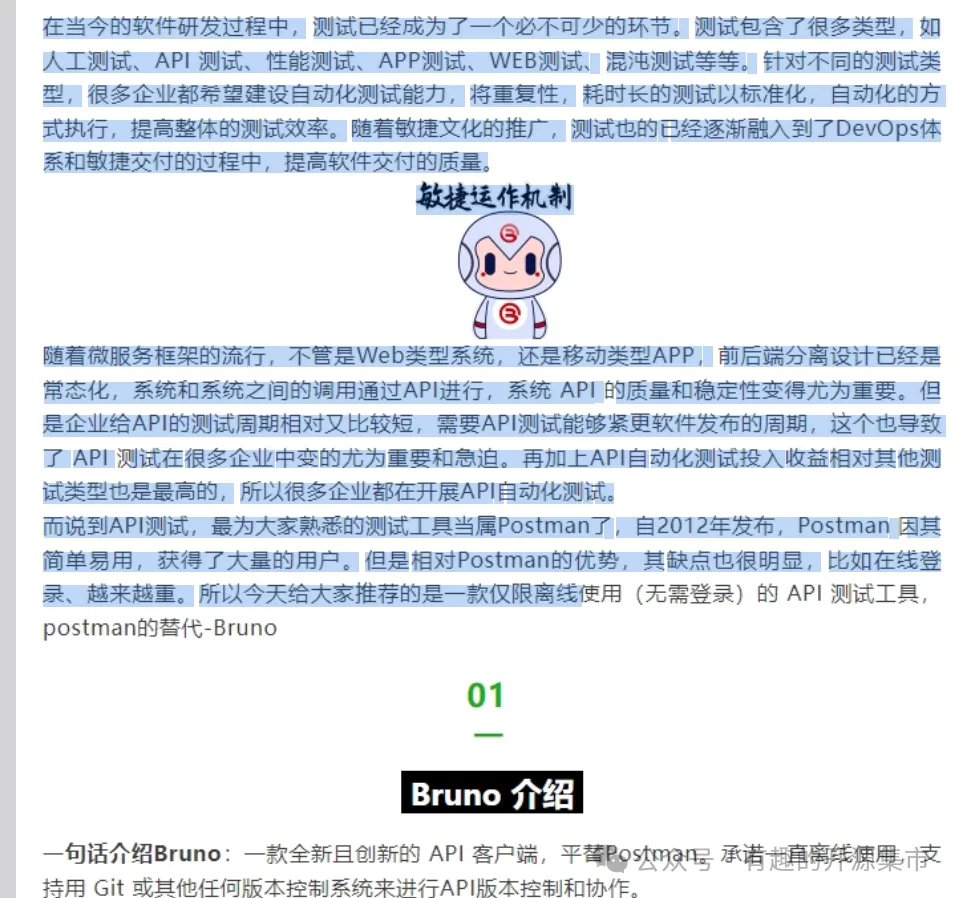 在当今的软件研发过程中，测试已经成为了一个必不可少的环节。测试包含了很多类型，如
人工测试、API 测试、性能测试、APP测试、WEB测试、混沌测试等等。针对不同的测试类
型，很多企业都希望建设自动化测试能力，将重复性，耗时长的测试以标准化，自动化的方
式执行，提高整体的测试效率。随着敏捷文化的推广，测试也的已经逐渐融入到了DevOps体
系和敏捷交付的过程中，提高软件交付的质量。
敏捷运作机制
随着微服务框架的流行，不管是Web类型系统，还是移动类型APP，前后端分离设计已经是
常态化，系统和系统之间的调用通过API进行，系统 API 的质量和稳定性变得尤为重要。但
是企业给API的测试周期相对又比较短，需要API测试能够紧更软件发布的周期，这个也导致
了 API 测试在很多企业中变的尤为重要和急迫。再加上API自动化测试投入收益相对其他测
试类型也是最高的，所以很多企业都在开展API自动化测试。
而说到API测试，最为大家熟悉的测试工具当属Postman了，自2012年发布，Postman 因其
简单易用，获得了大量的用户。但是相对Postman的优势，其缺点也很明显，比如在线登
录、越来越重。所以今天给大家推荐的是一款仅限离线使用（无需登录）的 API 测试工具，
postman的替代-Bruno
01
Bruno 介绍
一句话介绍Bruno：一款全新且创新的 API 客户端，平替Postman。承诺一直离线使用，支
持用 Git 或其他任何版本控制系统来进行API版本控制和协作。
公众号 · 有趣的开源集市